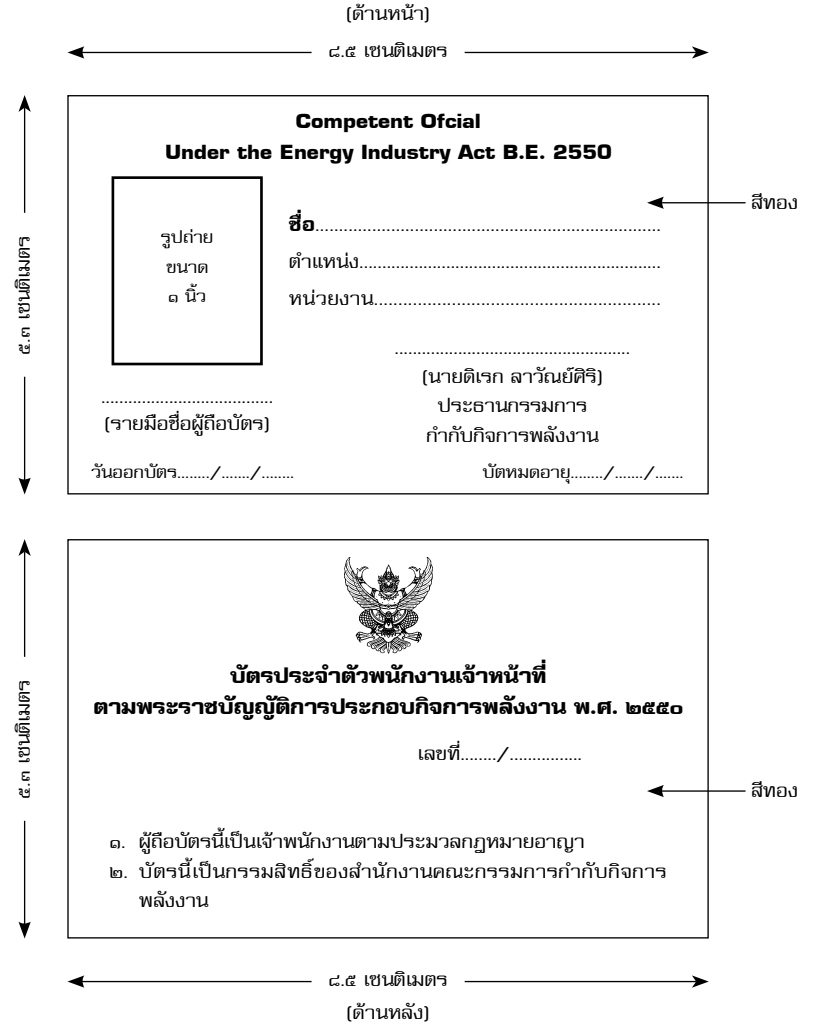 (ด้านหน้า)
๘.๕ เซนติเมตร
Competent Ofcial
Under the Energy Industry Act B.E. 2550
สีทอง
๕.๓ เซนติเมตร
รูปถ่าย
ขนาด
๑ นิ้ว
ชื่อ..............................................................................
ตำแหน่ง...................................................................
หน่วยงาน................................................................
....................................................
(นายดิเรก ลาวัณย์ศิริ)
ประธานกรรมการ
กำกับกิจการพลังงาน
......................................
(รายมือชื่อผู้ถือบัตร)
วันออกบัตร......../......./........
บัตหมดอายุ......../......./.......
๕.๓ เซนติเมตร
บัตรประจำตัวพนักงานเจ้าหน้าที่
ตามพระราชบัญญัติการประกอบกิจการพลังงาน พ.ศ. ๒๕๕๐
เลขที่......../................
สีทอง
๑. ผู้ถือบัตรนี้เป็นเจ้าพนักงานตามประมวลกฎหมายอาญา
๒. บัตรนี้เป็นกรรมสิทธิ์ของสำนักงานคณะกรรมการกำกับกิจการ
พลังงาน
๘.๕ เซนติเมตร
(ด้านหลัง)